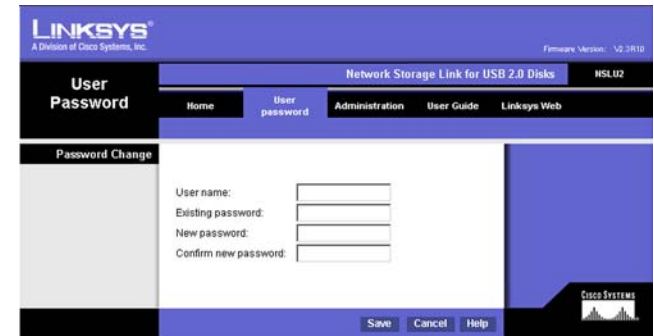 LINKSYS®
A Division of Cisco Systems, Inc.
Firmware Version: V2.3R10
User Password
Network Storage Link for USB 2.0 Disks NSLU2
Home User password Administration User Guide Linksys Web
Password Change
User name:
Existing password:
New password:
Confirm new password:
CISCO SYSTEMS
Save Cancel Help